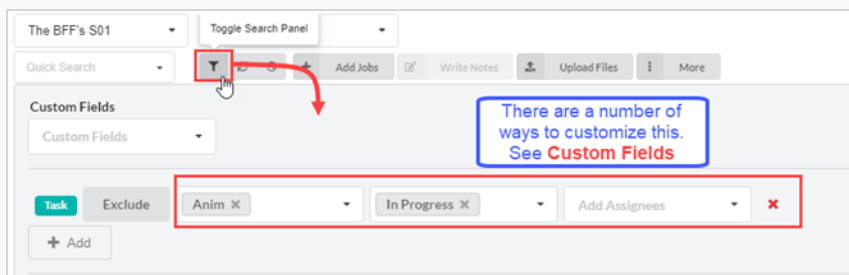 The BFF's S01
Toggle Search Panel
Quick Search
Add Jobs
Write Notes
Upload Files
More
Custom Fields
Custom Fields
There are a number of
ways to customize this.
See Custom Fields
Task
Exclude
Anim
In Progress
Add Assignees
+ Add